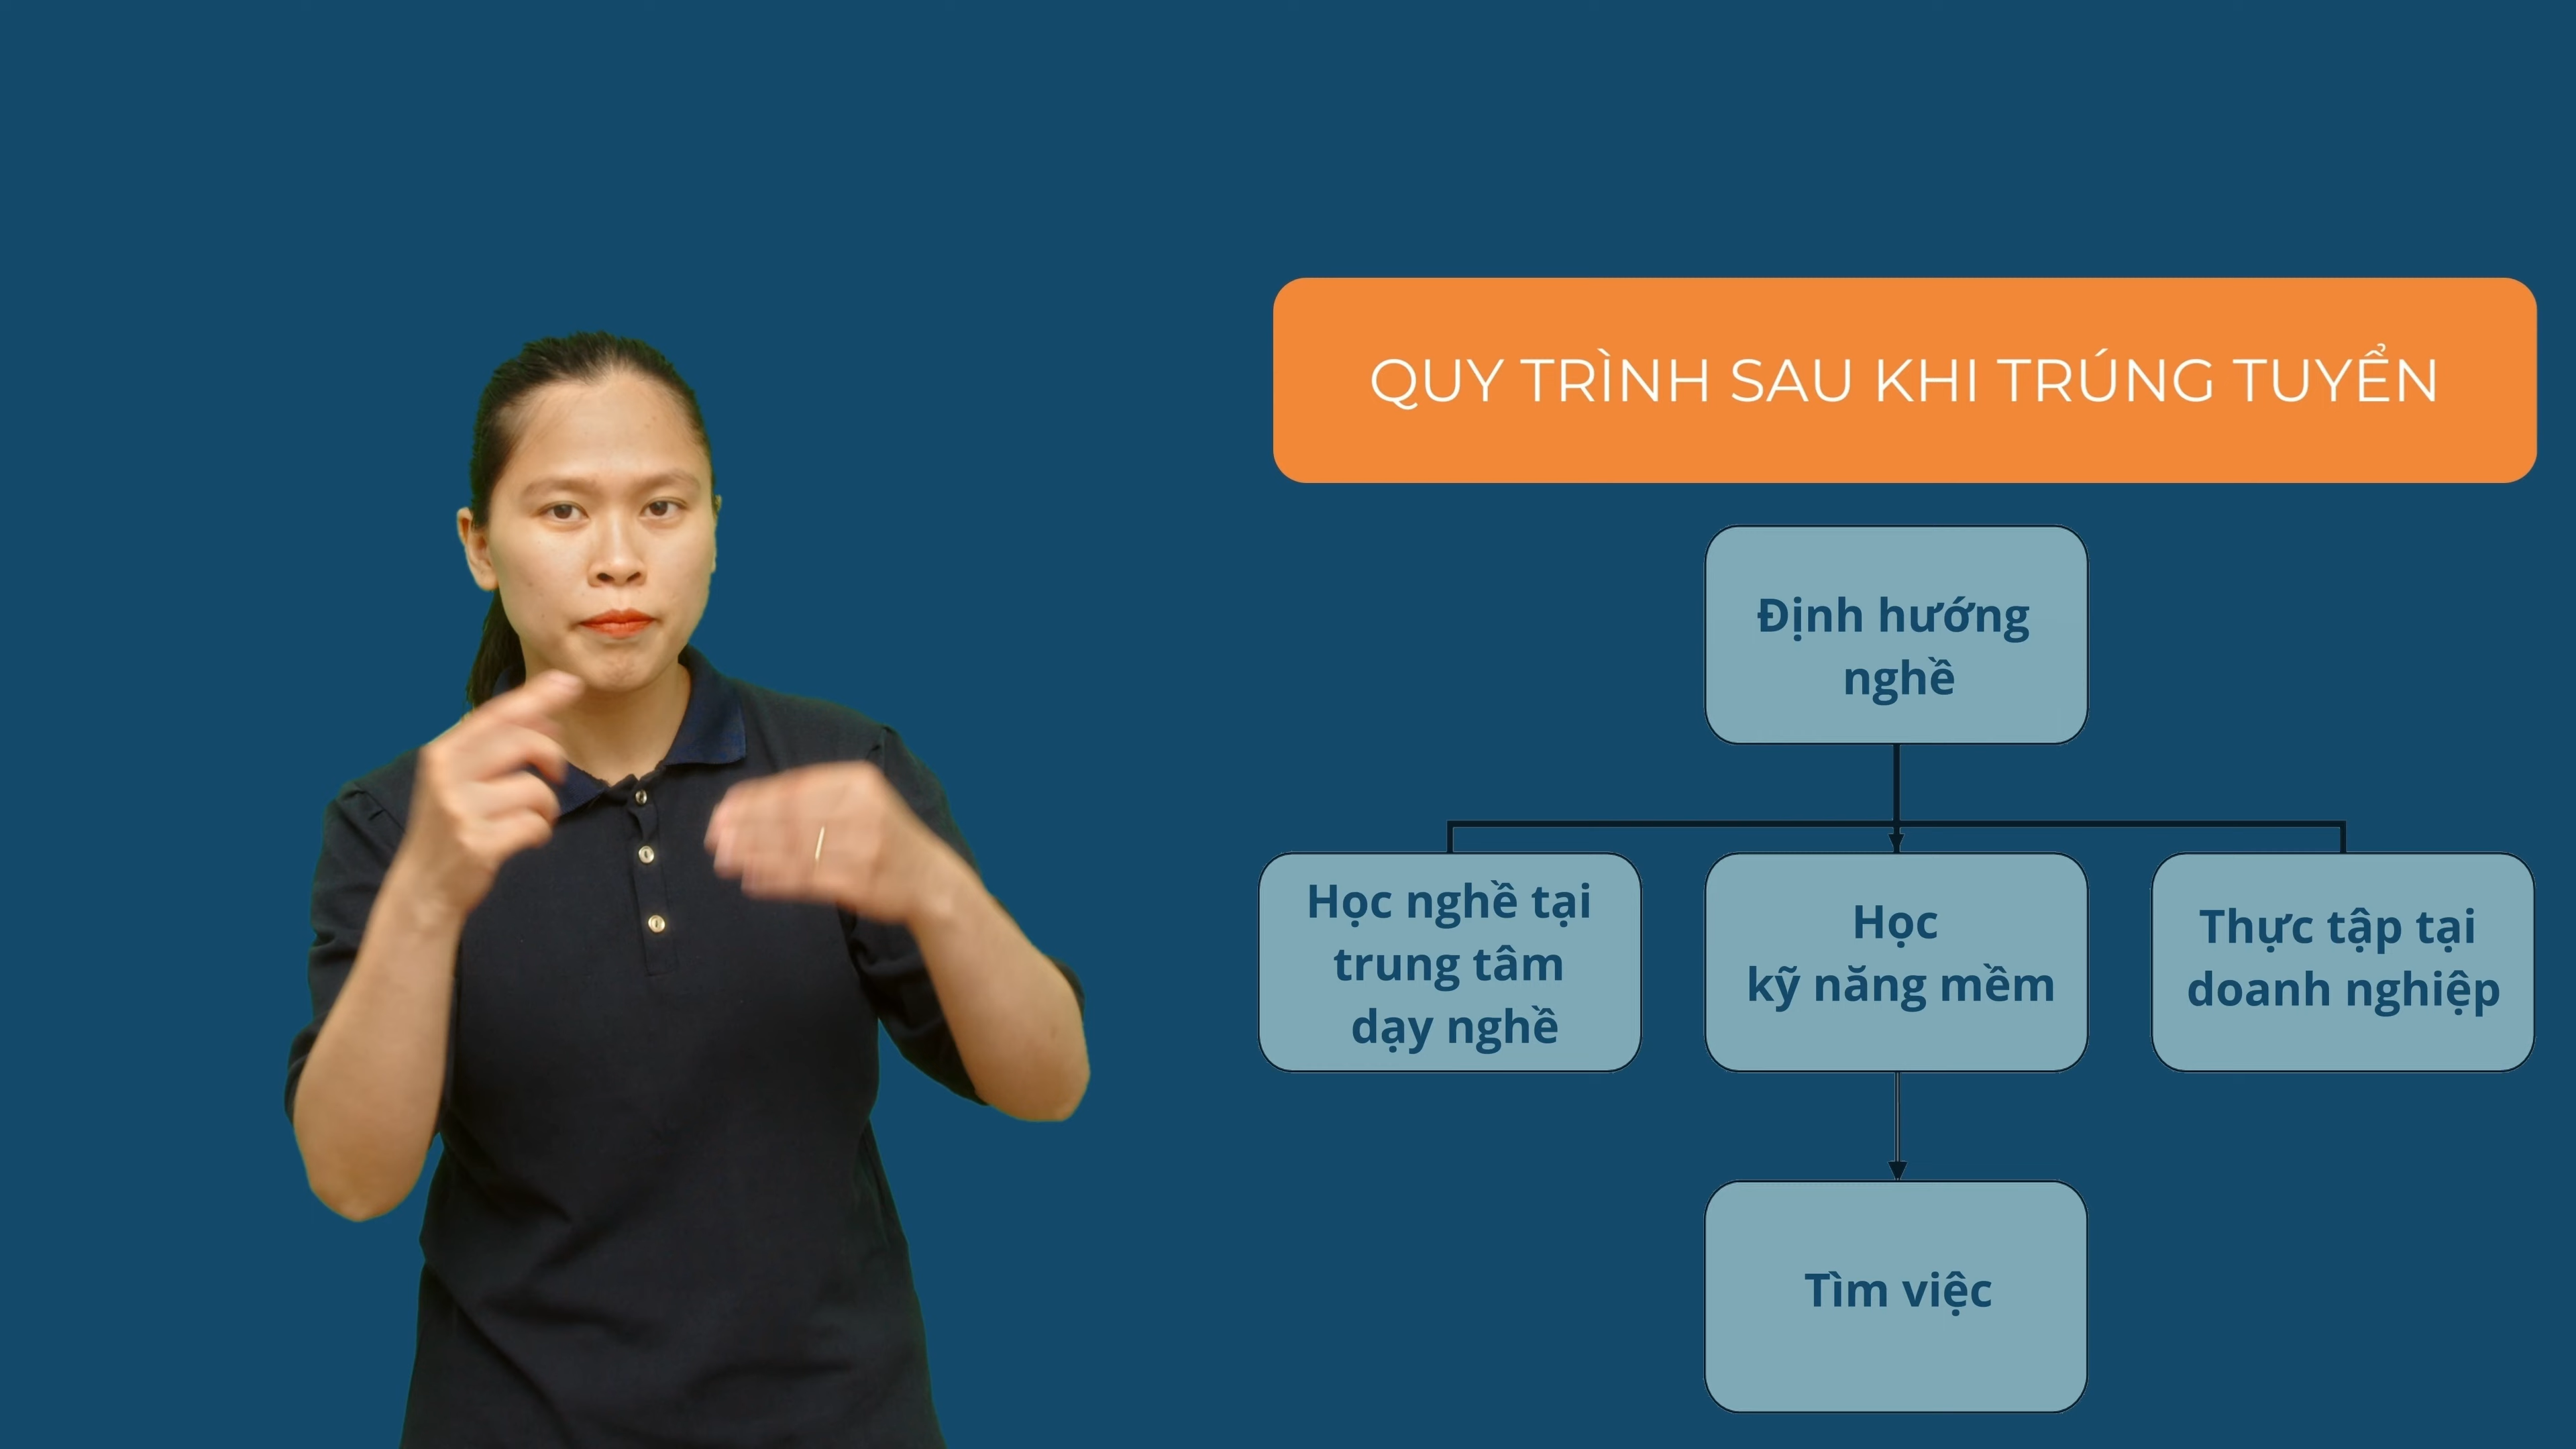 QUY TRÌNH SAU KHI TRÚNG TUYỂN
Định hướng
nghề
Học nghề tại
trung tâm
dạy nghề
Học
kỹ năng mềm
Thực tập tại
doanh nghiệp
Tìm việc